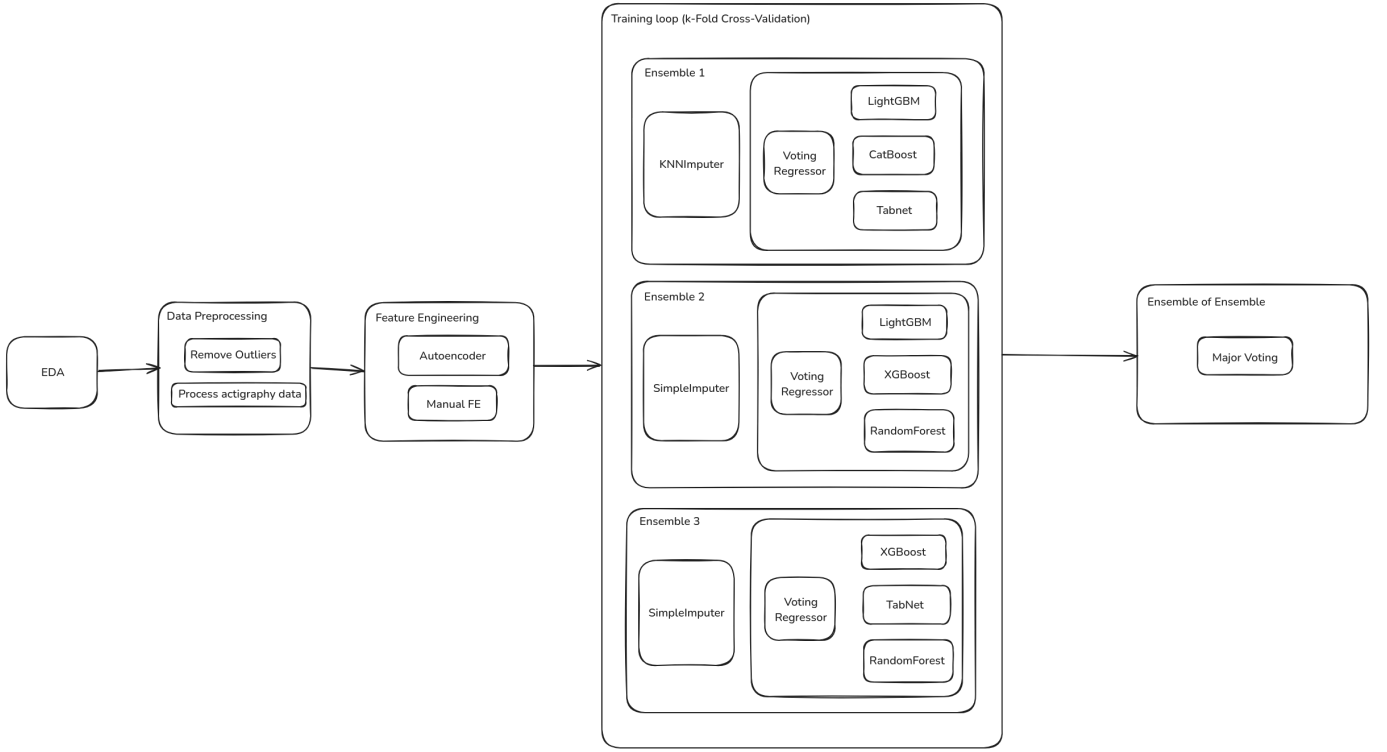 EDA
Data Preprocessing
Remove Outliers
Process actigraphy data
Feature Engineering
Autoencoder
Manual FE
Training loop (k-Fold Cross-Validation)
Ensemble 1
KNNImputer
Voting
Regressor
LightGBM
CatBoost
Tabnet
Ensemble 2
SimpleImputer
Voting
Regressor
LightGBM
XGBoost
RandomForest
Ensemble 3
SimpleImputer
Voting
Regressor
XGBoost
TabNet
RandomForest
Ensemble of Ensemble
Major Voting